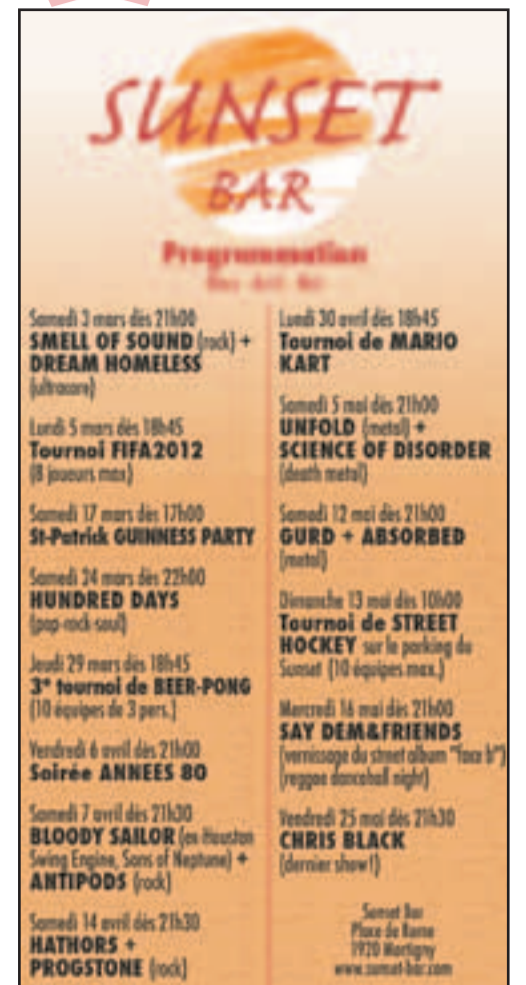 SUNSET
BAR
Programmation
Mars - Avril - Mai
Samedi 3 mars dès 21h00
SMELL OF SOUND (rock) +
DREAM HOMELESS
(ultracore)
Lundi 5 mars dès 18h45
Tournoi FIFA2012
(8 joueurs max)
Samedi 17 mars dès 17h00
St-Patrick GUINNESS PARTY
Samedi 24 mars dès 22h00
HUNDRED DAYS
(pop-rock-soul)
Jeudi 29 mars dès 18h45
3e tournoi de BEER-PONG
(10 équipes de 3 pers.)
Vendredi 6 avril dès 21h00
Soirée ANNEES 80
Samedi 7 avril dès 21h30
BLOODY SAILOR (ex-Houston
Swing Engine, Sons of Neptune) +
ANTIPODS (rock)
Samedi 14 avril dès 21h30
HATHORS +
PROGSTONE (rock)
Lundi 30 avril dès 18h45
Tournoi de MARIO
KART
Samedi 5 mai dès 21h00
UNFOLD (metal) +
SCIENCE OF DISORDER
(death metal)
Samedi 12 mai dès 21h00
GURD + ABSORBED
(metal)
Dimanche 13 mai dès 10h00
Tournoi de STREET
HOCKEY sur le parking du
Sunset (10 équipes max.)
Mercredi 16 mai dès 21h00
SAY DEM&FRIENDS
(vernissage du street album "face b")
(reggae dancehall night)
Vendredi 25 mai dès 21h30
CHRIS BLACK
(dernier show!)
Sunset Bar
Place de Rome
1920 Martigny
www.sunset-bar.com